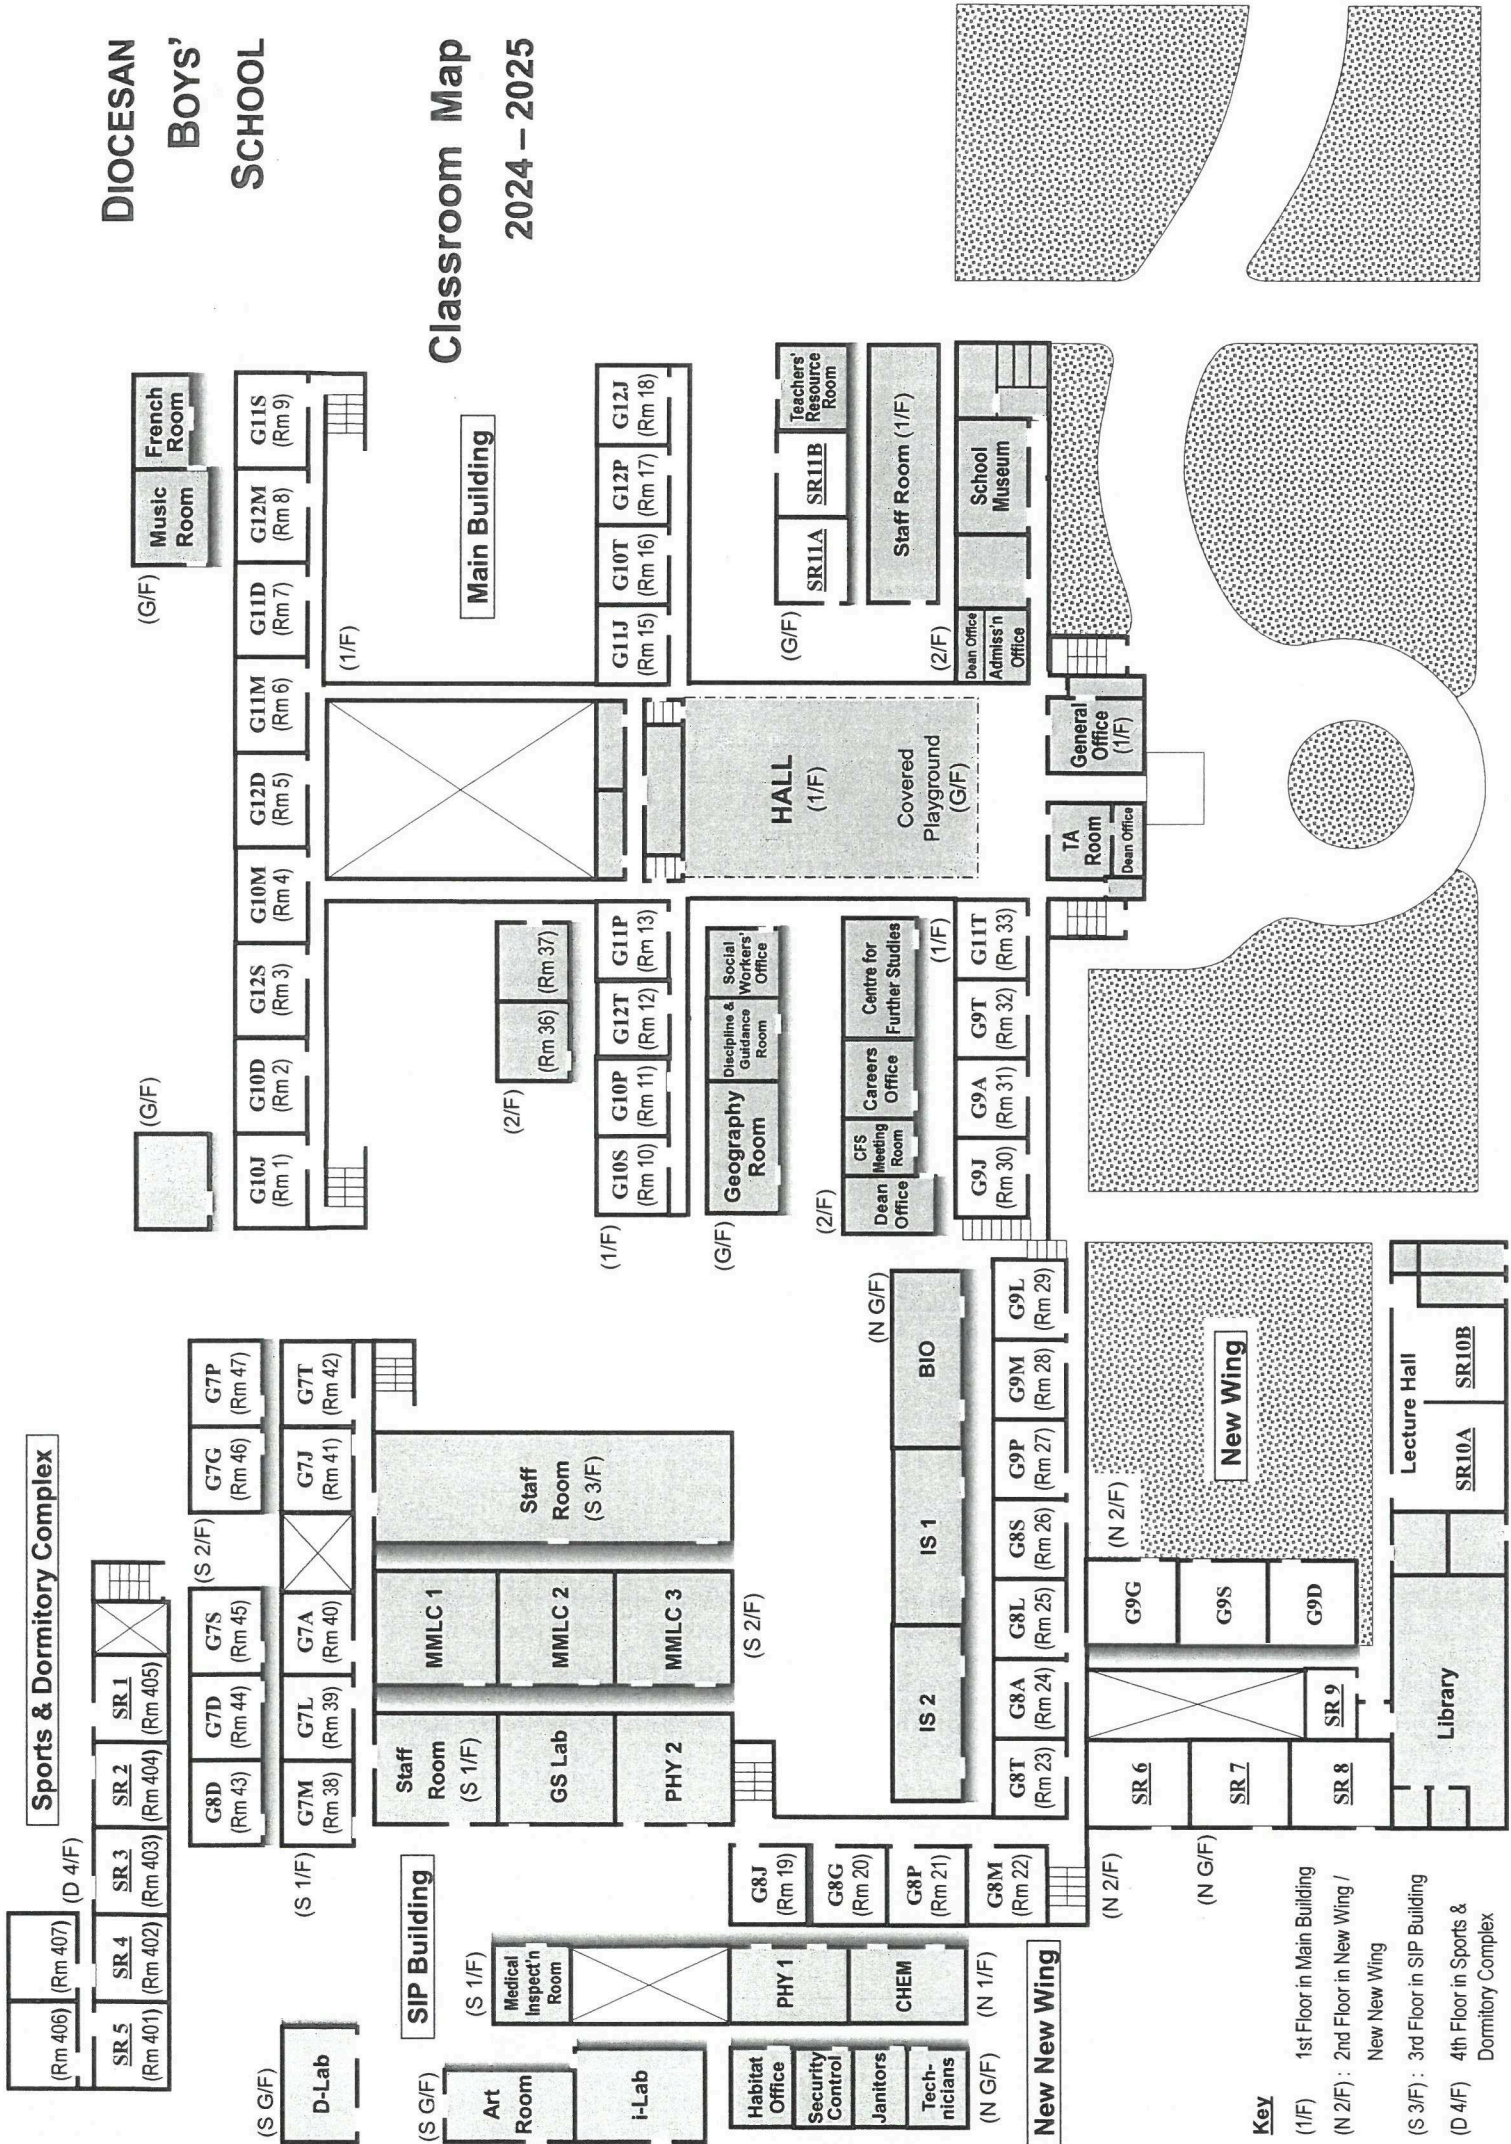 DIOCESAN
BOYS'
SCHOOL
Classroom Map
2024 – 2025
Sports & Dormitory Complex
(Rm 406)
(Rm 407)
(D 4/F)
SR 5
(Rm 401)
SR 4
(Rm 402)
SR 3
(Rm 403)
SR 2
(Rm 404)
SR 1
(Rm 405)
G8D
(Rm 43)
G7D
(Rm 44)
G7S
(Rm 45)
(S 2/F)
G7G
(Rm 46)
G7P
(Rm 47)
(S 1/F)
G7M
(Rm 38)
G7L
(Rm 39)
G7A
(Rm 40)
G7J
(Rm 41)
G7T
(Rm 42)
(S G/F)
D-Lab
SIP Building
Staff
Room
(S 1/F)
GS Lab
PHY 2
MMLC 1
MMLC 2
MMLC 3
(S 2/F)
Staff
Room
(S 3/F)
(S G/F)
Art
Room
i-Lab
(S 1/F)
Medical
Inspect'n
Room
PHY 1
CHEM
(N 1/F)
Habitat
Office
Security
Control
Janitors
Tech-
nicians
(N G/F)
New New Wing
G8J
(Rm 19)
G8G
(Rm 20)
G8P
(Rm 21)
G8M
(Rm 22)
(N 2/F)
IS 2
IS 1
BIO
(N G/F)
G8T
(Rm 23)
G8A
(Rm 24)
G8L
(Rm 25)
G8S
(Rm 26)
G9P
(Rm 27)
G9M
(Rm 28)
G9L
(Rm 29)
New Wing
(N 2/F)
G9G
G9S
G9D
SR 6
SR 7
SR 8
SR 9
(N G/F)
Library
Lecture Hall
SR10A
SR10B
(G/F)
Music
Room
French
Room
(G/F)
G10J
(Rm 1)
G10D
(Rm 2)
G12S
(Rm 3)
G10M
(Rm 4)
G12D
(Rm 5)
G11M
(Rm 6)
G11D
(Rm 7)
G12M
(Rm 8)
G11S
(Rm 9)
(1/F)
Main Building
(2/F)
(Rm 36)
(Rm 37)
(1/F)
G10S
(Rm 10)
G10P
(Rm 11)
G12T
(Rm 12)
G11P
(Rm 13)
G11J
(Rm 15)
G10T
(Rm 16)
G12P
(Rm 17)
G12J
(Rm 18)
(G/F)
Geography
Room
Discipline &
Guidance
Room
Social
Workers'
Office
HALL
(1/F)
Covered
Playground
(G/F)
(G/F)
SR11A
SR11B
Teachers'
Resource
Room
Staff Room (1/F)
(2/F)
Dean
Office
CFS
Meeting
Room
Careers
Office
Centre for
Further Studies
(1/F)
G9J
(Rm 30)
G9A
(Rm 31)
G9T
(Rm 32)
G11T
(Rm 33)
(2/F)
Dean Office
Admiss'n
Office
School
Museum
TA
Room
Dean Office
General
Office
(1/F)
Key
(1/F) 1st Floor in Main Building
(N 2/F) : 2nd Floor in New Wing /
New New Wing
(S 3/F) : 3rd Floor in SIP Building
(D 4/F) 4th Floor in Sports &
Dormitory Complex